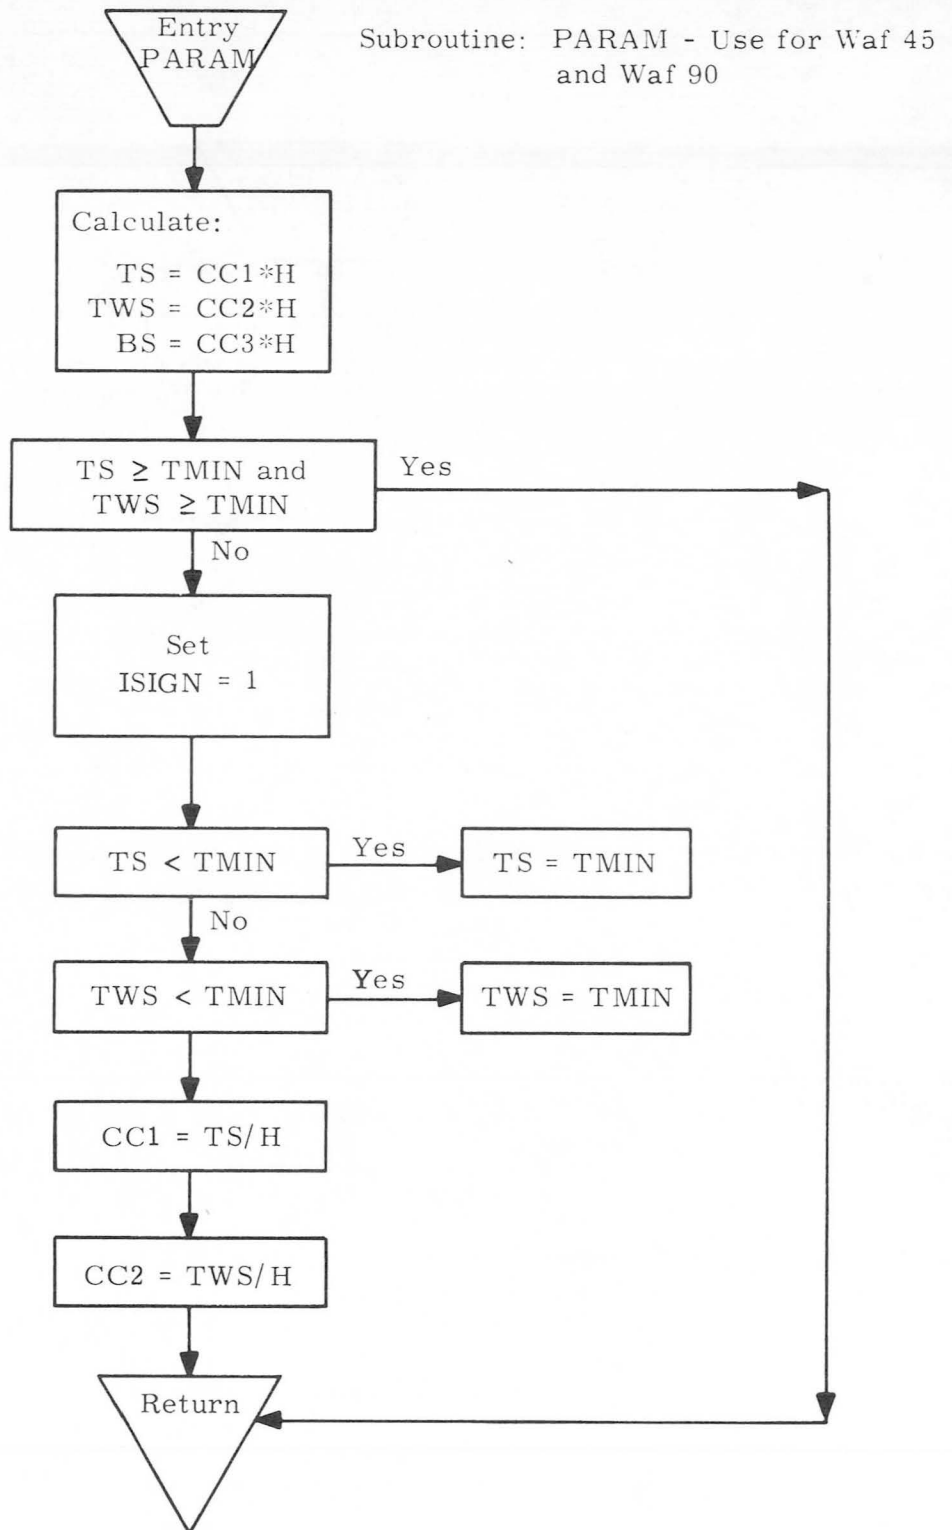 Entry
PARAM
Subroutine: PARAM - Use for Waf 45
and Waf 90
Calculate:
TS = CC1*H
TWS = CC2*H
BS = CC3*H
TS ≥ TMIN and
TWS ≥ TMIN
Yes
No
Set
ISIGN = 1
TS < TMIN
Yes
TS = TMIN
No
TWS < TMIN
Yes
TWS = TMIN
CC1 = TS/H
CC2 = TWS/H
Return